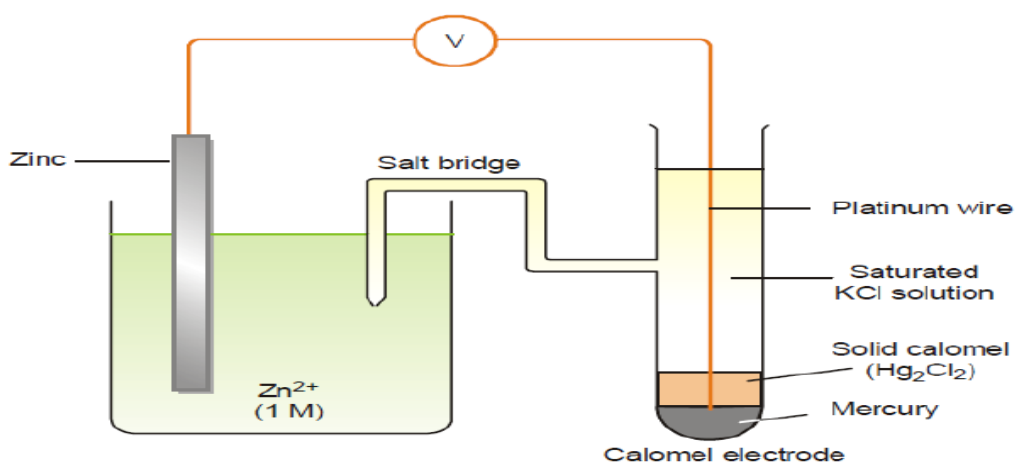 V
Zinc
Salt bridge
Platinum wire
Saturated
KCl solution
Solid calomel
(Hg₂Cl₂)
Mercury
Zn²⁺
(1 M)
Calomel electrode